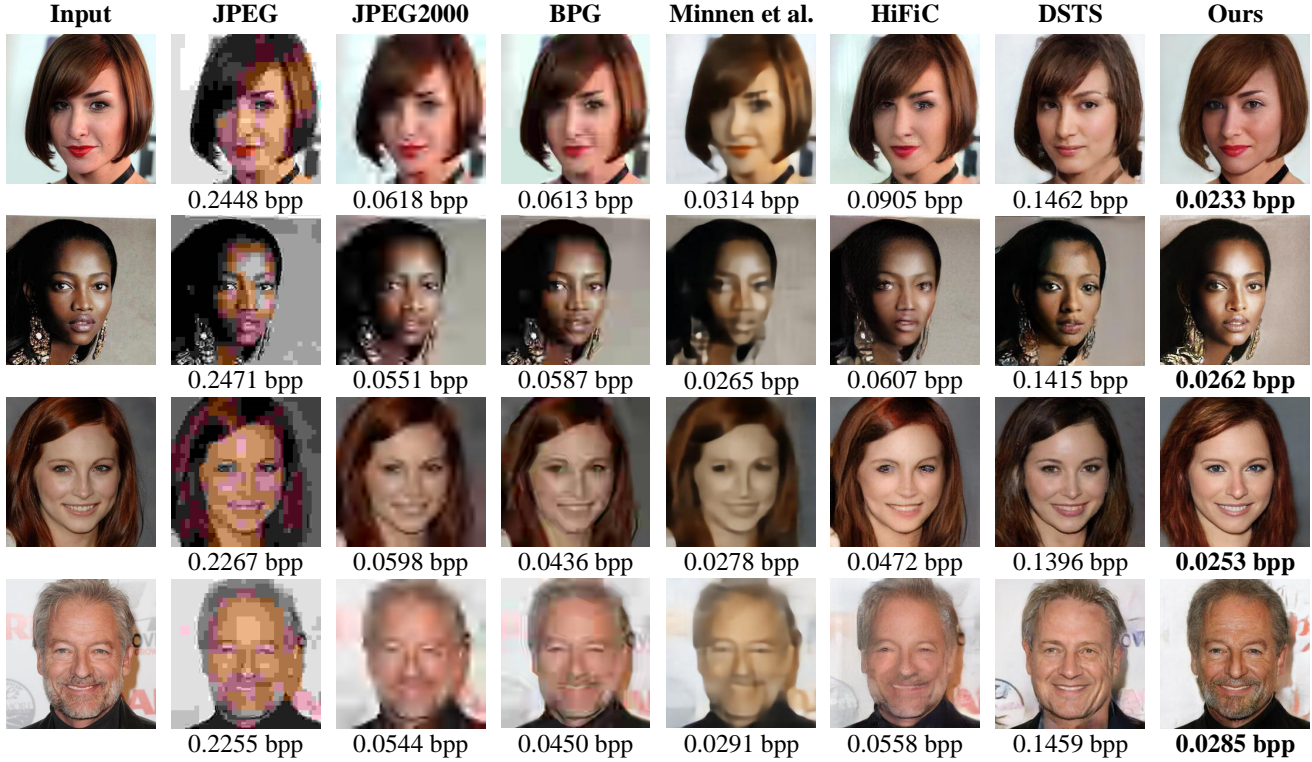 Input JPEG JPEG2000 BPG Minnen et al. HiFiC DSTS Ours
0.2448 bpp 0.0618 bpp 0.0613 bpp 0.0314 bpp 0.0905 bpp 0.1462 bpp 0.0233 bpp
0.2471 bpp 0.0551 bpp 0.0587 bpp 0.0265 bpp 0.0607 bpp 0.1415 bpp 0.0262 bpp
0.2267 bpp 0.0598 bpp 0.0436 bpp 0.0278 bpp 0.0472 bpp 0.1396 bpp 0.0253 bpp
0.2255 bpp 0.0544 bpp 0.0450 bpp 0.0291 bpp 0.0558 bpp 0.1459 bpp 0.0285 bpp